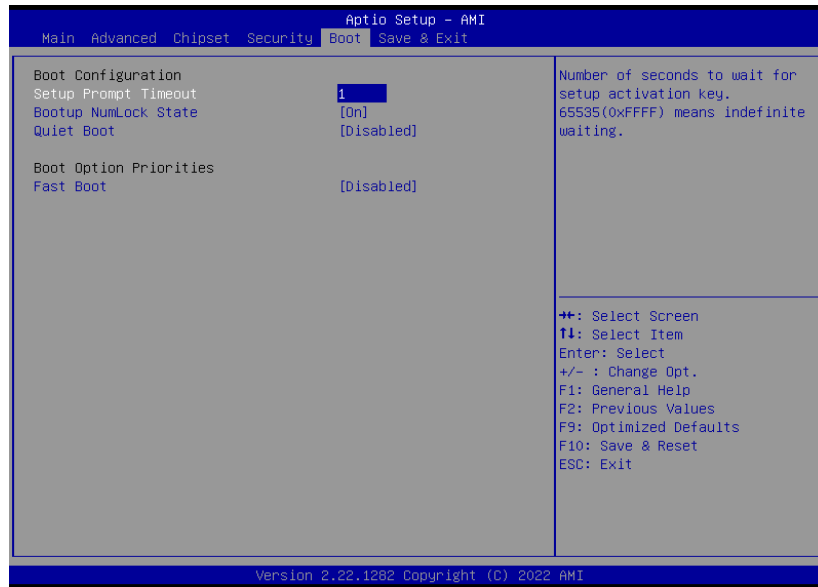 Aptio Setup – AMI
Main Advanced Chipset Security Boot Save & Exit
Boot Configuration
Setup Prompt Timeout 1
Bootup NumLock State [On]
Quiet Boot [Disabled]
Boot Option Priorities
Fast Boot [Disabled]
Number of seconds to wait for
setup activation key.
65535(0xFFFF) means indefinite
waiting.
→←: Select Screen
↑↓: Select Item
Enter: Select
+/- : Change Opt.
F1: General Help
F2: Previous Values
F9: Optimized Defaults
F10: Save & Reset
ESC: Exit
Version 2.22.1282 Copyright (C) 2022 AMI